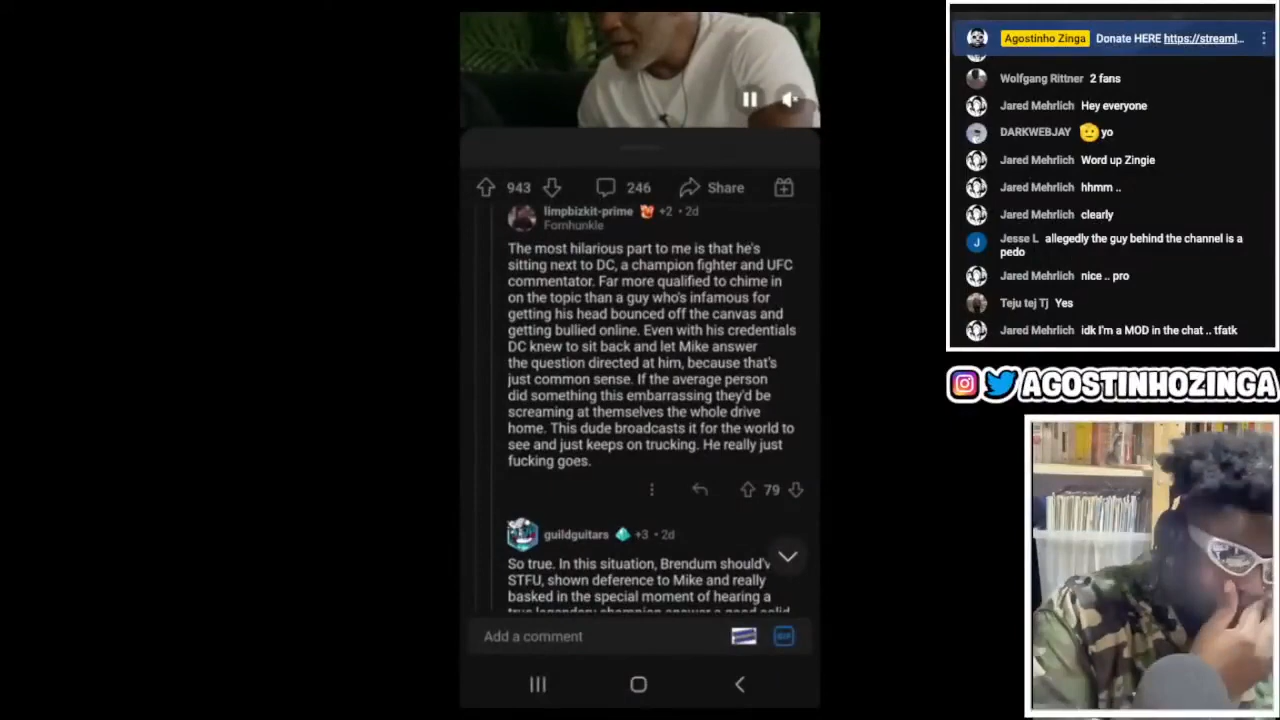 943
246
Share
limpbizkit-prime +2 • 2d
Fornhunkle
The most hilarious part to me is that he's
sitting next to DC, a champion fighter and UFC
commentator. Far more qualified to chime in
on the topic than a guy who's infamous for
getting his head bounced off the canvas and
getting bullied online. Even with his credentials
DC knew to sit back and let Mike answer
the question directed at him, because that's
just common sense. If the average person
did something this embarrassing they'd be
screaming at themselves the whole drive
home. This dude broadcasts it for the world to
see and just keeps on trucking. He really just
fucking goes.
79
guildguitars +3 • 2d
So true. In this situation, Brendum should'v
STFU, shown deference to Mike and really
basked in the special moment of hearing a
Add a comment
GIF
Agostinho Zinga Donate HERE https://streaml...
Wolfgang Rittner 2 fans
Jared Mehrlich Hey everyone
DARKWEBJAY yo
Jared Mehrlich Word up Zingie
Jared Mehrlich hhmm ..
Jared Mehrlich clearly
J
Jesse L allegedly the guy behind the channel is a
pedo
Jared Mehrlich nice .. pro
Teju tej Tj Yes
Jared Mehrlich idk I'm a MOD in the chat .. tfatk
AGOSTINHOZINGA